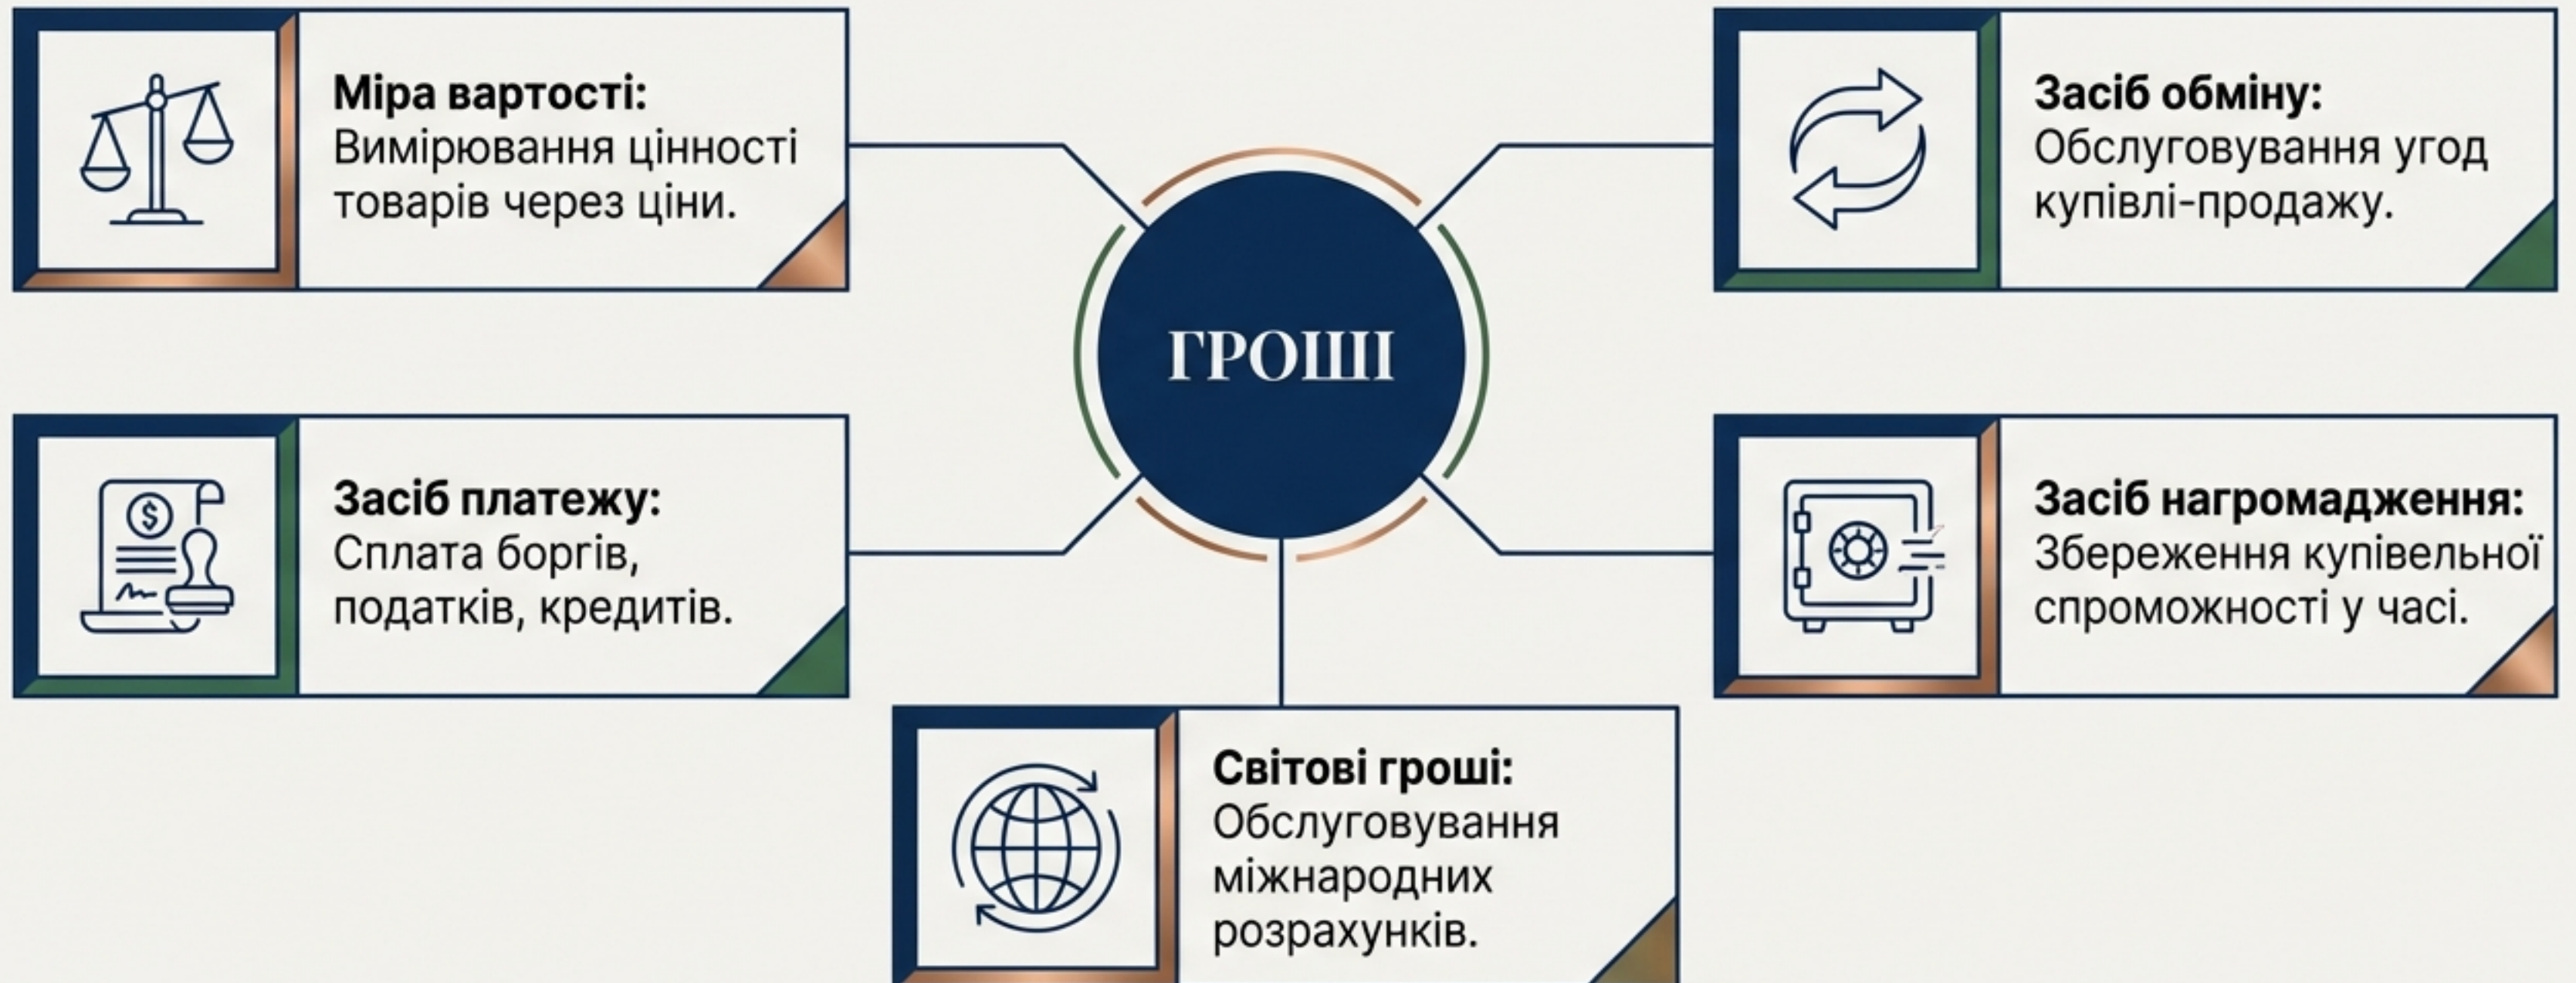 Міра вартості:
Вимірювання цінності
товарів через ціни.
Засіб обміну:
Обслуговування угод
купівлі-продажу.
ГРОШІ
Засіб платежу:
Сплата боргів,
податків, кредитів.
Засіб нагромадження:
Збереження купівельної
спроможності у часі.
Світові гроші:
Обслуговування
міжнародних
розрахунків.